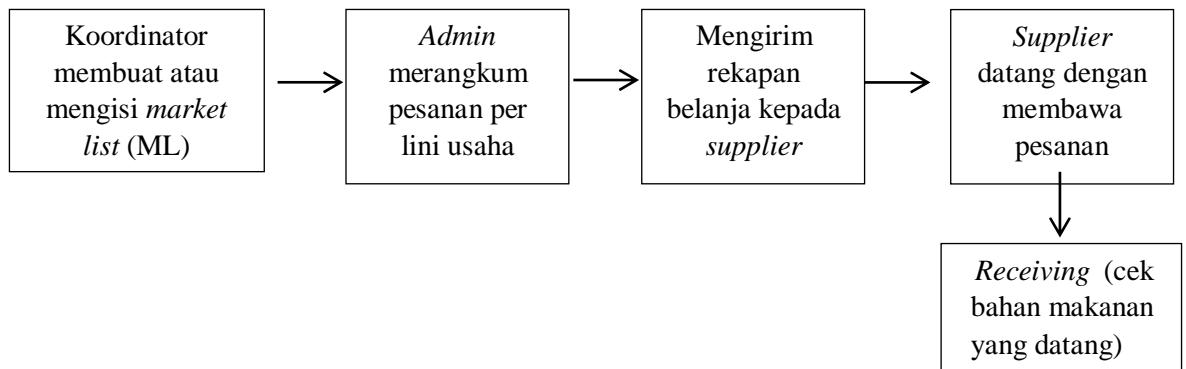 Koordinator
membuat atau
mengisi market
list (ML)
Admin
merangkum
pesanan per
lini usaha
Mengirim
rekapan
belanja kepada
supplier
Supplier
datang dengan
membawa
pesanan
Receiving (cek
bahan makanan
yang datang)